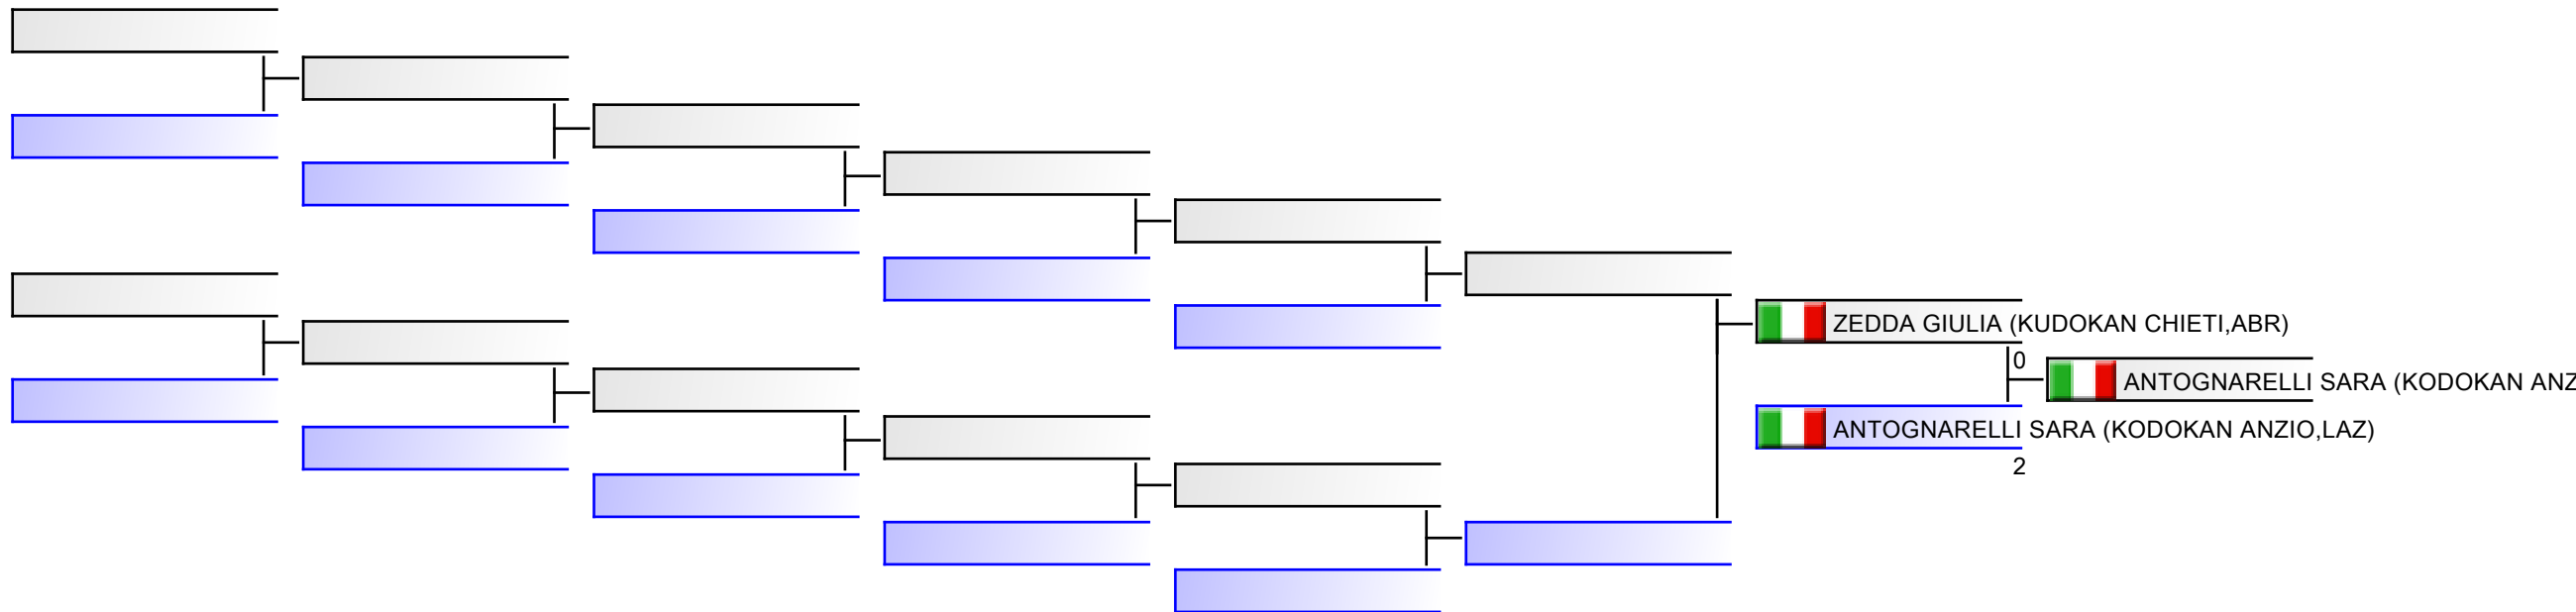 ZEDDA GIULIA (KUDOKAN CHIETI,ABR)
0
ANTOGNARELLI SARA (KODOKAN ANZ
ANTOGNARELLI SARA (KODOKAN ANZIO,LAZ)
2